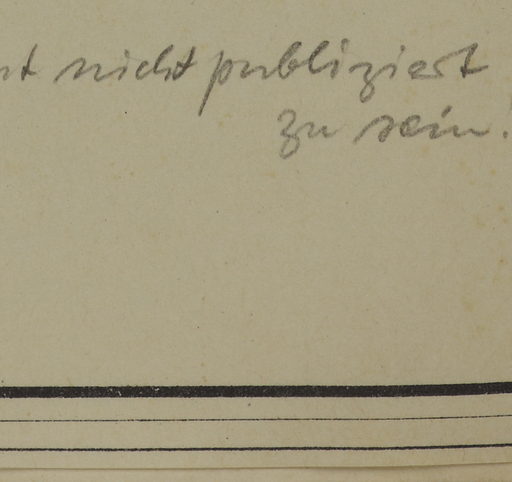 nicht publiziert
zu sein.